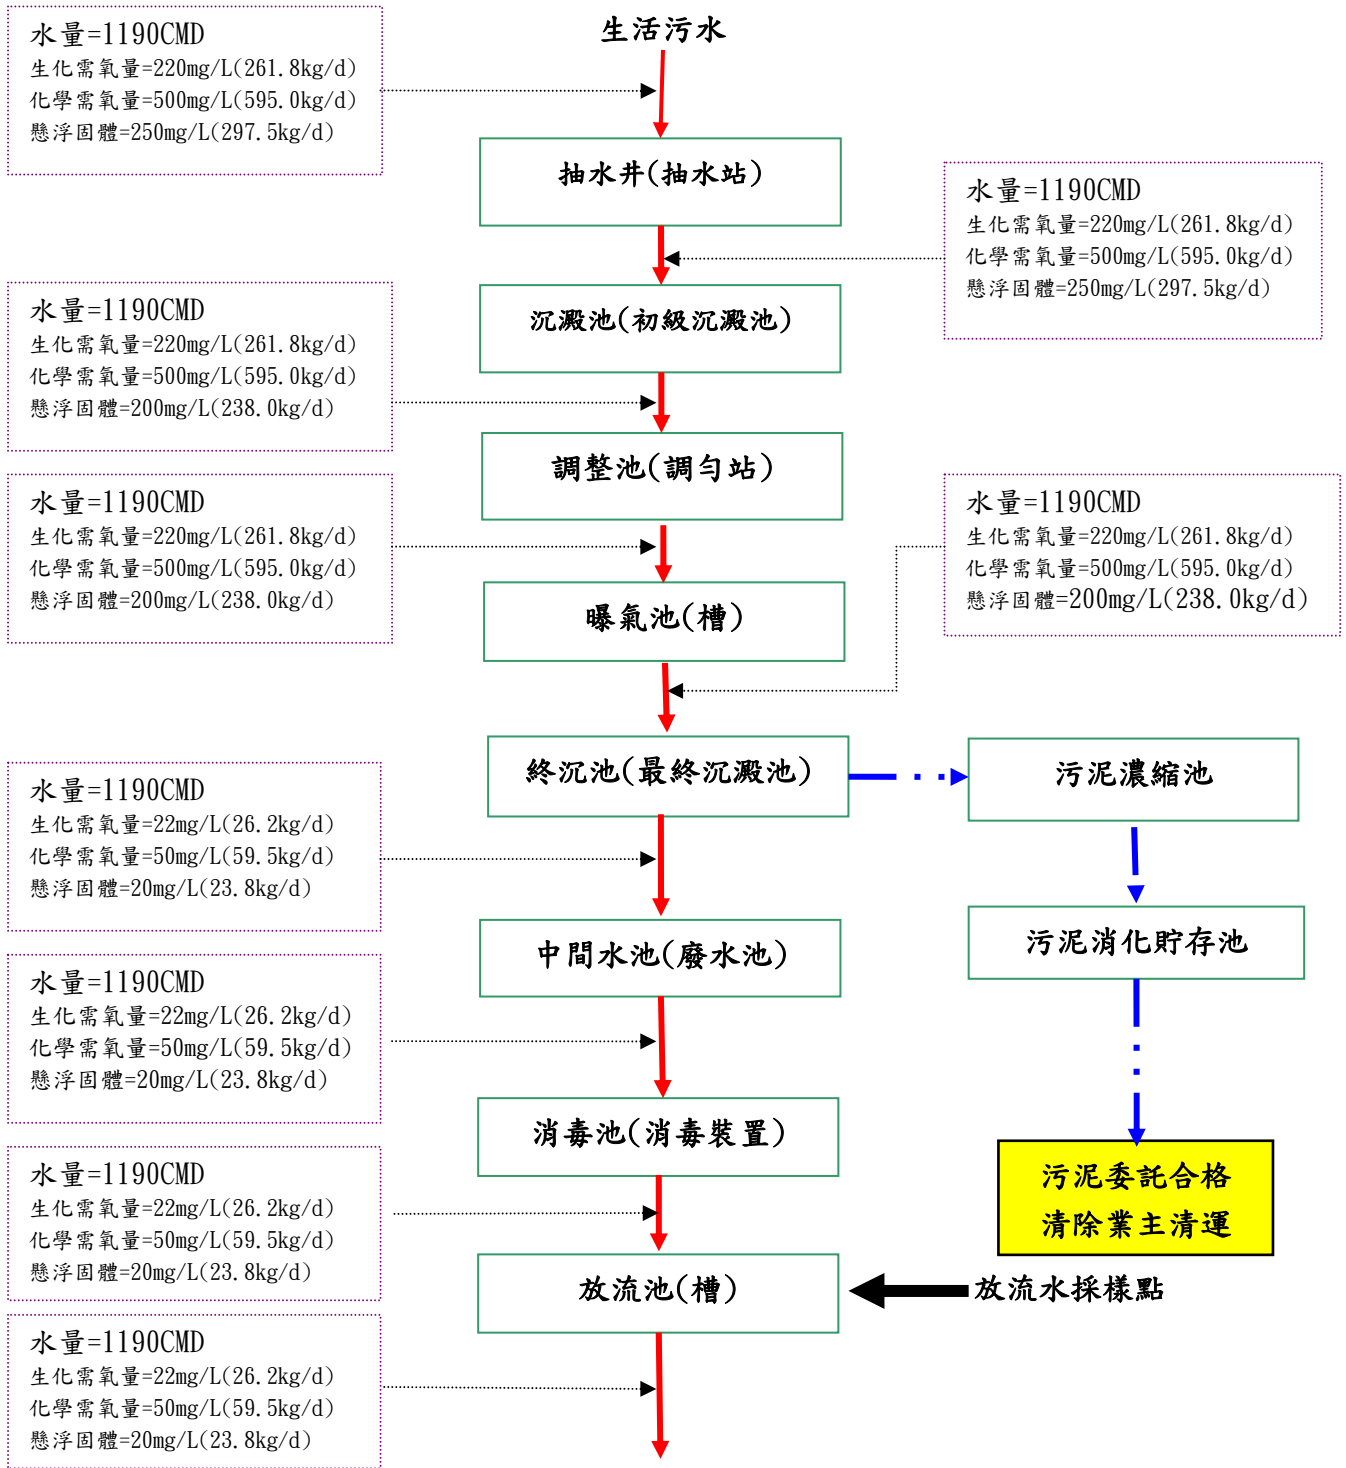 生活污水
水量=1190CMD
生化需氧量=220mg/L(261.8kg/d)
化學需氧量=500mg/L(595.0kg/d)
懸浮固體=250mg/L(297.5kg/d)
抽水井(抽水站)
水量=1190CMD
生化需氧量=220mg/L(261.8kg/d)
化學需氧量=500mg/L(595.0kg/d)
懸浮固體=250mg/L(297.5kg/d)
沉澱池(初級沉澱池)
水量=1190CMD
生化需氧量=220mg/L(261.8kg/d)
化學需氧量=500mg/L(595.0kg/d)
懸浮固體=200mg/L(238.0kg/d)
調整池(調勻站)
水量=1190CMD
生化需氧量=220mg/L(261.8kg/d)
化學需氧量=500mg/L(595.0kg/d)
懸浮固體=200mg/L(238.0kg/d)
曝氣池(槽)
水量=1190CMD
生化需氧量=220mg/L(261.8kg/d)
化學需氧量=500mg/L(595.0kg/d)
懸浮固體=200mg/L(238.0kg/d)
終沉池(最終沉澱池)
污泥濃縮池
水量=1190CMD
生化需氧量=22mg/L(26.2kg/d)
化學需氧量=50mg/L(59.5kg/d)
懸浮固體=20mg/L(23.8kg/d)
中間水池(廢水池)
污泥消化貯存池
水量=1190CMD
生化需氧量=22mg/L(26.2kg/d)
化學需氧量=50mg/L(59.5kg/d)
懸浮固體=20mg/L(23.8kg/d)
消毒池(消毒裝置)
污泥委託合格
清除業主清運
水量=1190CMD
生化需氧量=22mg/L(26.2kg/d)
化學需氧量=50mg/L(59.5kg/d)
懸浮固體=20mg/L(23.8kg/d)
放流池(槽)
放流水採樣點
水量=1190CMD
生化需氧量=22mg/L(26.2kg/d)
化學需氧量=50mg/L(59.5kg/d)
懸浮固體=20mg/L(23.8kg/d)